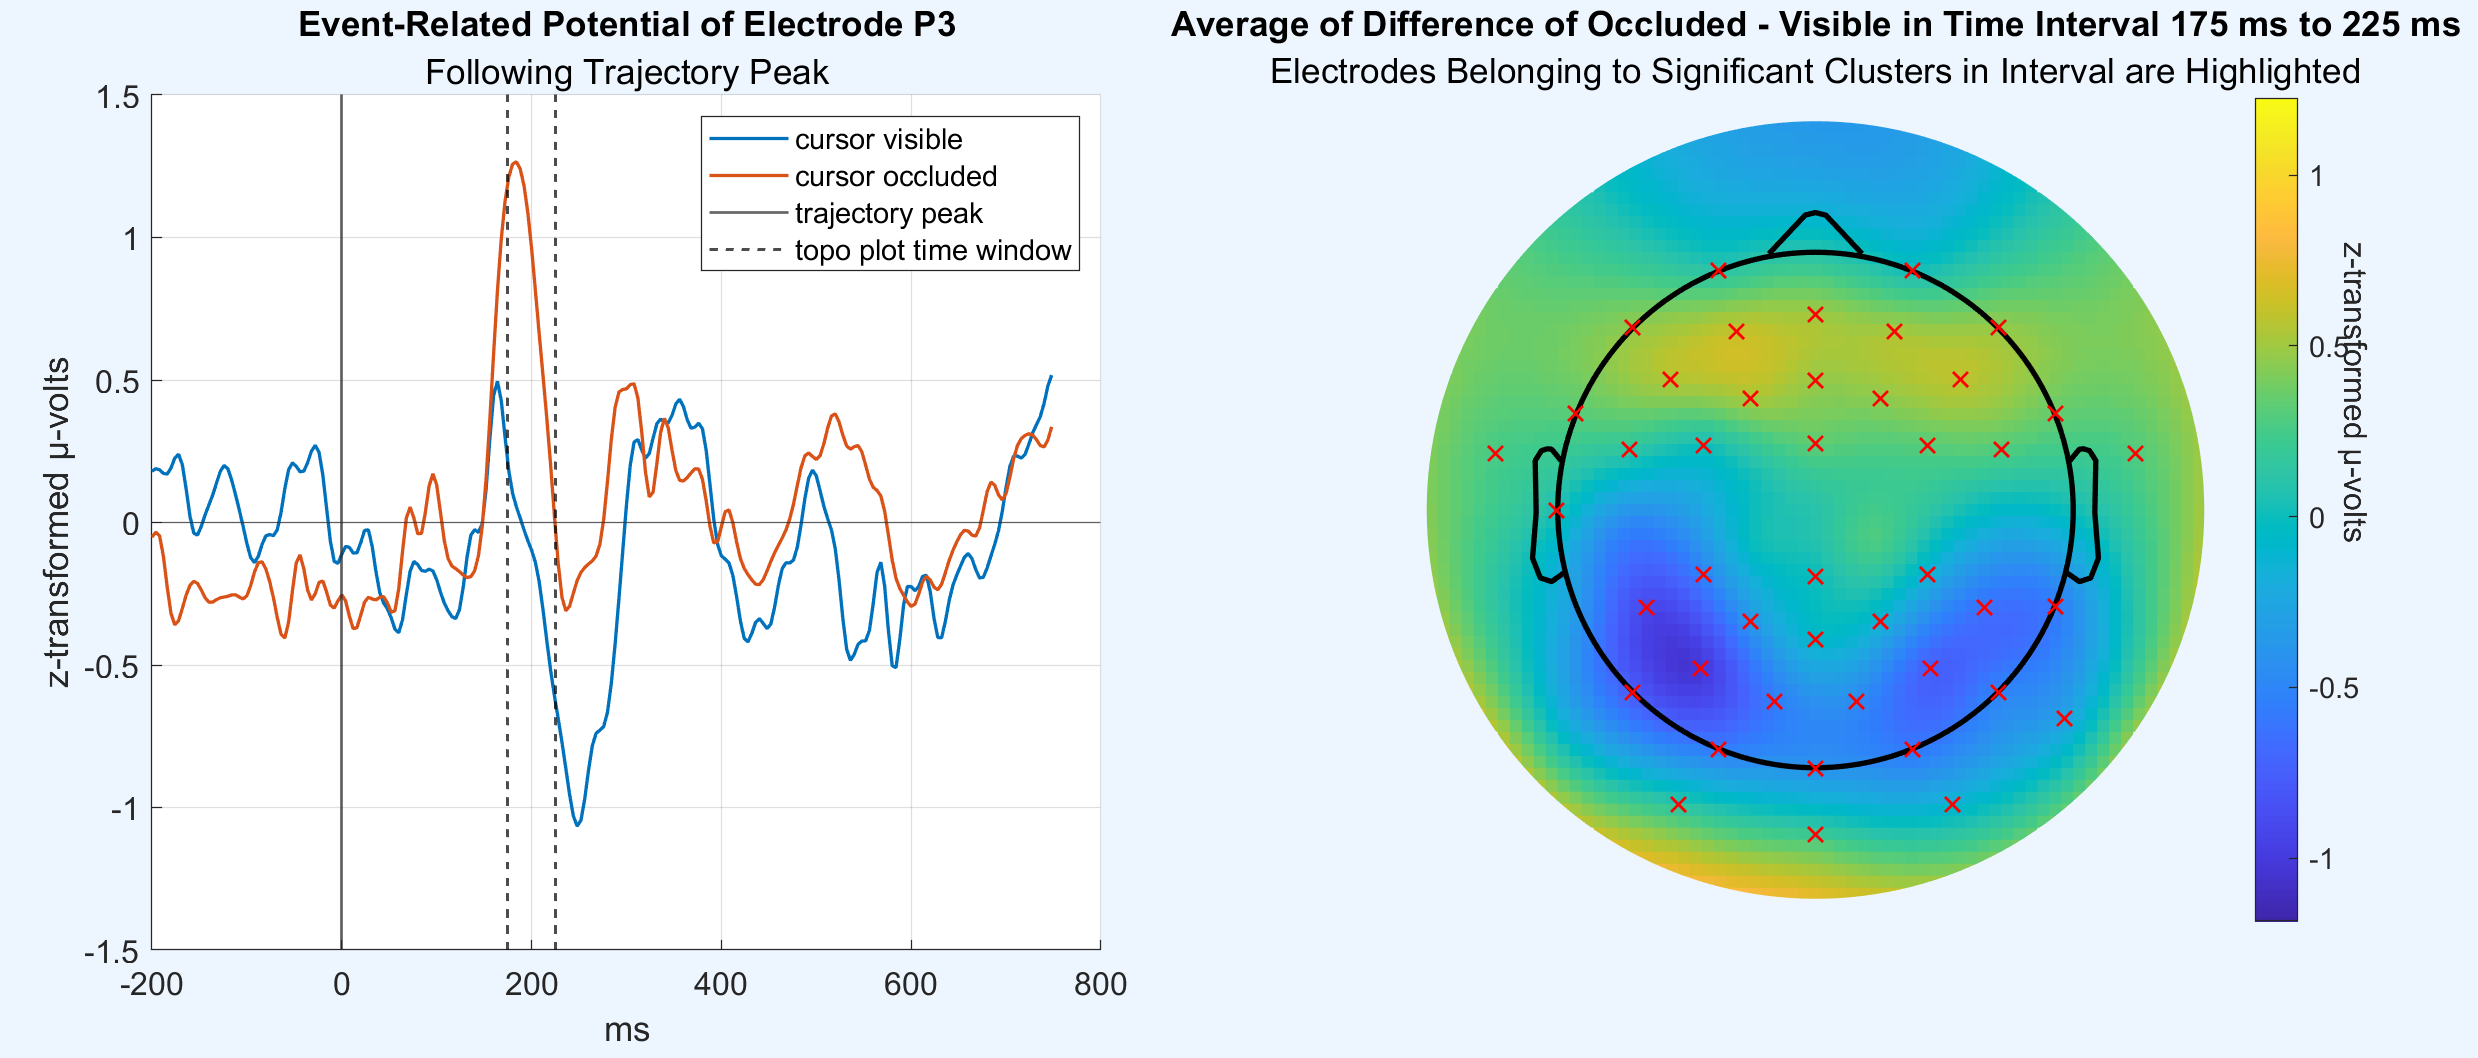 Event-Related Potential of Electrode P3
Following Trajectory Peak
1.5
1
0.5
0
-0.5
-1
-1.5
z-transformed µ-volts
-200
0
200
400
600
800
ms
cursor visible
cursor occluded
trajectory peak
topo plot time window
Average of Difference of Occluded - Visible in Time Interval 175 ms to 225 ms
Electrodes Belonging to Significant Clusters in Interval are Highlighted
1
0.5
0
-0.5
-1
z-transformed µ-volts